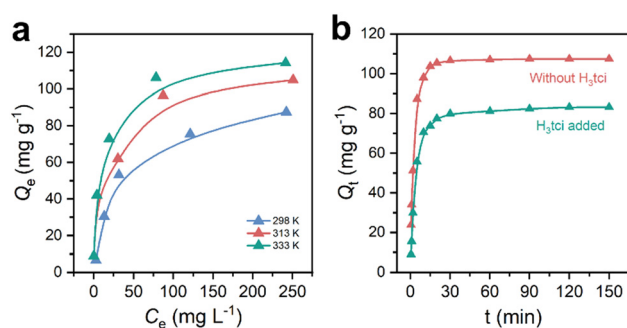 a
Qe (mg g-1)
120
100
80
60
40
20
0
298 K
313 K
333 K
0 50 100 150 200 250
Ce (mg L-1)
b
Qt (mg g-1)
120
100
80
60
40
20
0
Without H3tci
H3tci added
0 30 60 90 120 150
t (min)